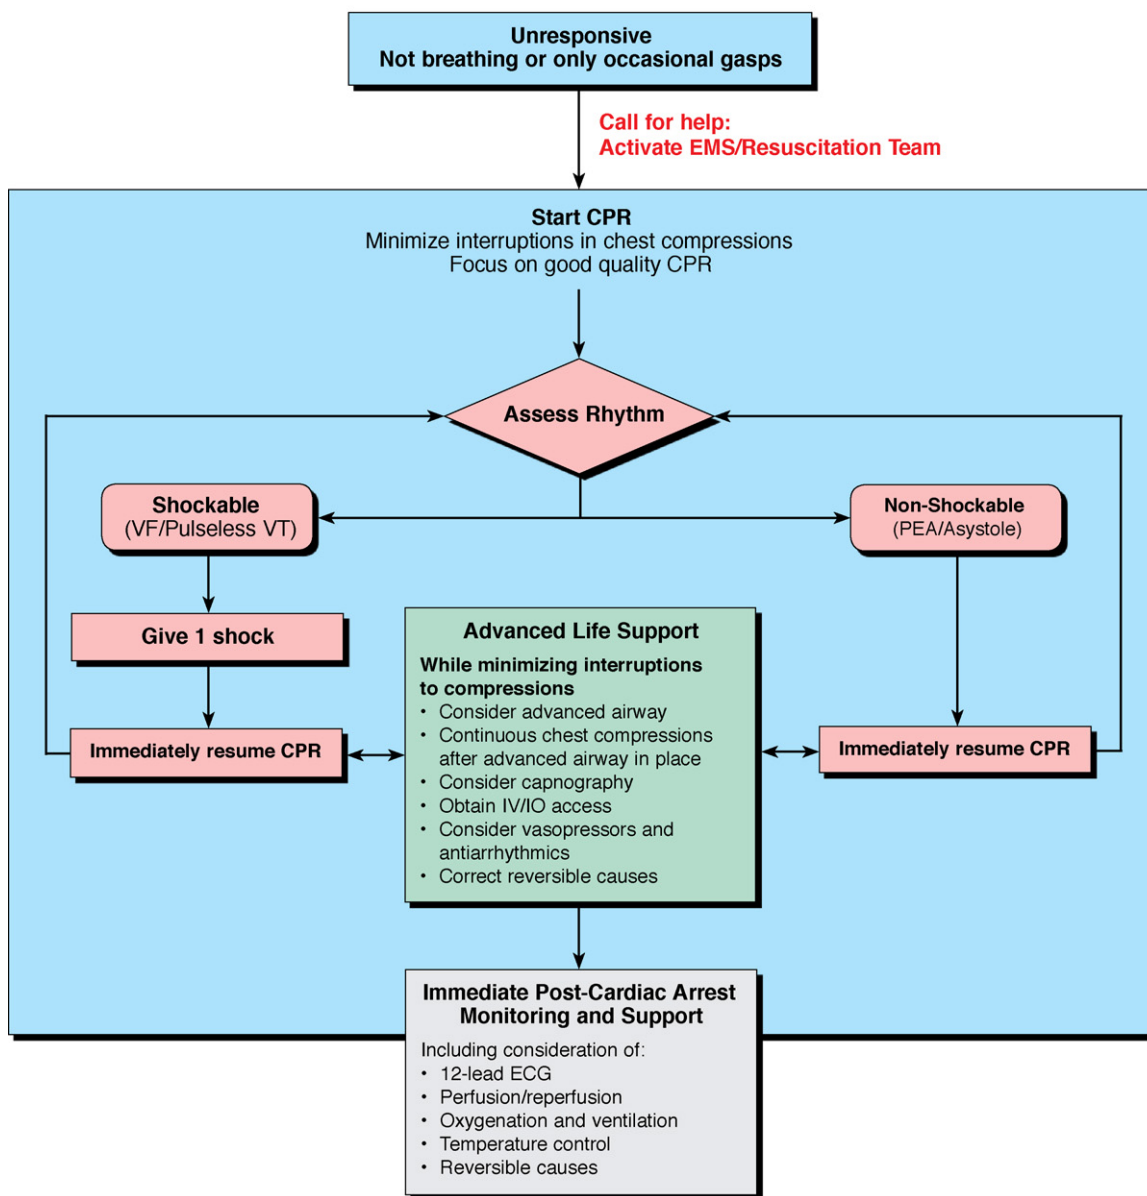 Unresponsive
Not breathing or only occasional gasps
Call for help:
Activate EMS/Resuscitation Team
Start CPR
Minimize interruptions in chest compressions
Focus on good quality CPR
Assess Rhythm
Shockable
(VF/Pulseless VT)
Non-Shockable
(PEA/Asystole)
Give 1 shock
Immediately resume CPR
Advanced Life Support
While minimizing interruptions
to compressions
• Consider advanced airway
• Continuous chest compressions
after advanced airway in place
• Consider capnography
• Obtain IV/IO access
• Consider vasopressors and
antiarrhythmics
• Correct reversible causes
Immediately resume CPR
Immediate Post-Cardiac Arrest
Monitoring and Support
Including consideration of:
• 12-lead ECG
• Perfusion/reperfusion
• Oxygenation and ventilation
• Temperature control
• Reversible causes